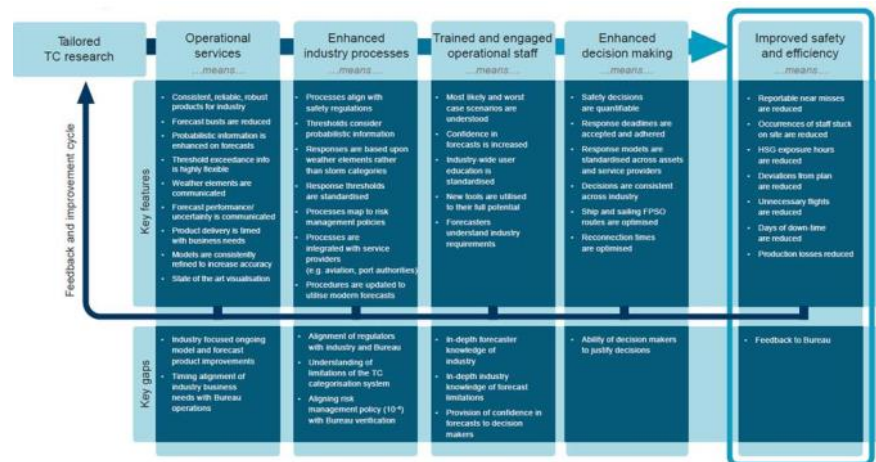 Tailored
TC research
Operational
services
....means....
Enhanced
industry processes
....means....
Trained and engaged
operational staff
....means....
Enhanced
decision making
....means....
Improved safety
and efficiency
....means....
Feedback and improvement cycle
Key features
• Consistent, reliable, robust
products for industry
• Forecast busts are reduced
• Probabilistic information is
enhanced on forecasts
• Threshold exceedance info
is highly flexible
• Weather elements are
communicated
• Forecast performance/
uncertainty is communicated
• Product delivery is timed
with business needs
• Models are consistently
refined to increase accuracy
• State of the art visualisation
• Processes align with
safety regulations
• Thresholds consider
probabilistic information
• Responses are based upon
weather elements rather
than storm categories
• Response thresholds
are standardised
• Processes map to risk
management policies
• Processes are
integrated with service
providers
(e.g. aviation, port authorities)
• Procedures are updated to
utilise modern forecasts
• Most likely and worst
case scenarios are
understood
• Confidence in
forecasts is increased
• Industry-wide user
education is
standardised
• New tools are utilised
to their full potential
• Forecasters
understand industry
requirements
• Safety decisions
are quantifiable
• Response deadlines are
accepted and adhered
• Response models are
standardised across assets
and service providers
• Decisions are consistent
across industry
• Ship and sailing FPSO
routes are optimised
• Reconnection times
are optimised
• Reportable near misses
are reduced
• Occurrences of staff stuck
on site are reduced
• HSG exposure hours
are reduced
• Deviations from plan
are reduced
• Unnecessary flights
are reduced
• Days of down-time
are reduced
• Production losses reduced
Key gaps
• Industry focused ongoing
model and forecast
product improvements
• Timing alignment of
industry business
needs with Bureau
operations
• Alignment of regulators
with industry and Bureau
• Understanding of
limitations of the TC
categorisation system
• Aligning risk
management policy
with Bureau verification
• In-depth forecaster
knowledge of
industry
• In-depth industry
knowledge of forecast
limitations
• Provision of confidence in
forecasts to decision
makers
• Ability of decision makers
to justify decisions
• Feedback to Bureau